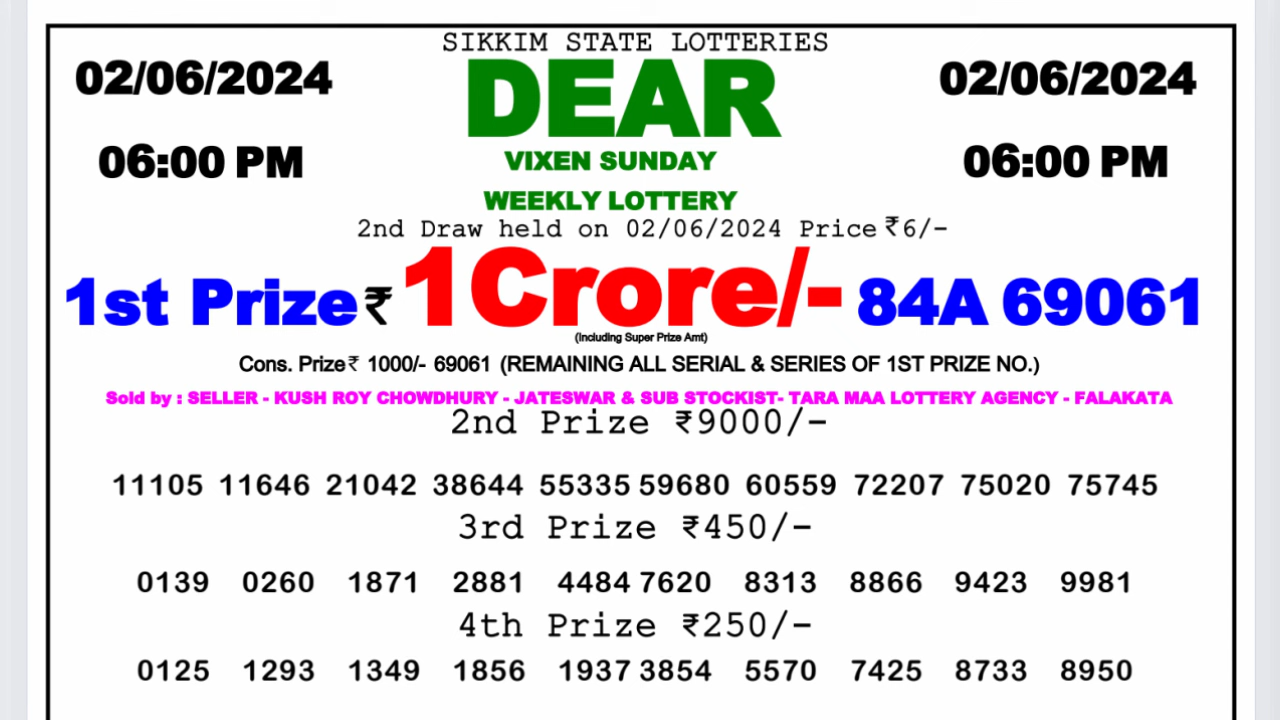 SIKKIM STATE LOTTERIES
02/06/2024 DEAR 02/06/2024
06:00 PM VIXEN SUNDAY 06:00 PM
WEEKLY LOTTERY
2nd Draw held on 02/06/2024 Price ₹6/-
1st Prize ₹ 1Crore/- 84A 69061
(Including Super Prize Amt)
Cons. Prize ₹ 1000/- 69061 (REMAINING ALL SERIAL & SERIES OF 1ST PRIZE NO.)
Sold by : SELLER - KUSH ROY CHOWDHURY - JATESWAR & SUB STOCKIST- TARA MAA LOTTERY AGENCY - FALAKATA
2nd Prize ₹9000/-
11105 11646 21042 38644 55335 59680 60559 72207 75020 75745
3rd Prize ₹450/-
0139 0260 1871 2881 4484 7620 8313 8866 9423 9981
4th Prize ₹250/-
0125 1293 1349 1856 1937 3854 5570 7425 8733 8950